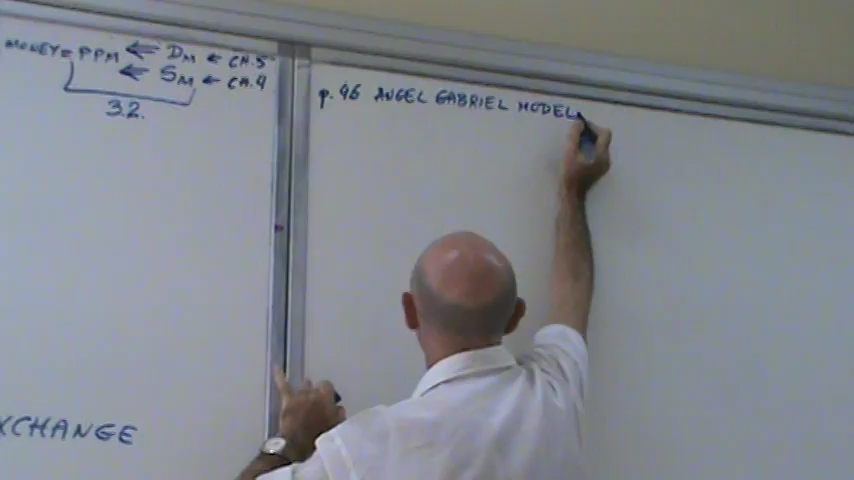 MONEY = PPM ⇐ DM ← CH.5
⇐ SM ← CH.4
3.2.
XCHANGE
p. 46 ANGEL GABRIEL MODEL